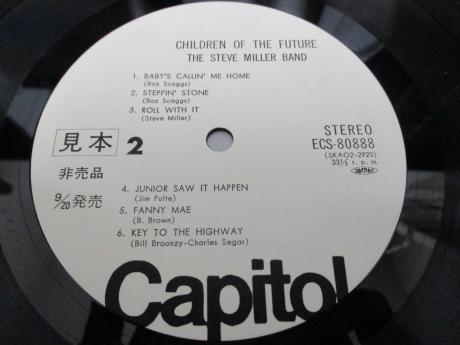 CHILDREN OF THE FUTURE
THE STEVE MILLER BAND
1. BABY'S CALLIN' ME HOME
(Boz Scaggs)
2. STEPPIN' STONE
(Boz Scaggs)
3. ROLL WITH IT
(Steve Miller)
見本 2
非売品
9/20発売
STEREO
ECS-80888
(SKAO2-2920)
33⅓ r. p. m.
4. JUNIOR SAW IT HAPPEN
(Jim Pulte)
5. FANNY MAE
(B. Brown)
6. KEY TO THE HIGHWAY
(Bill Broonzy-Charles Segar)
Capitol